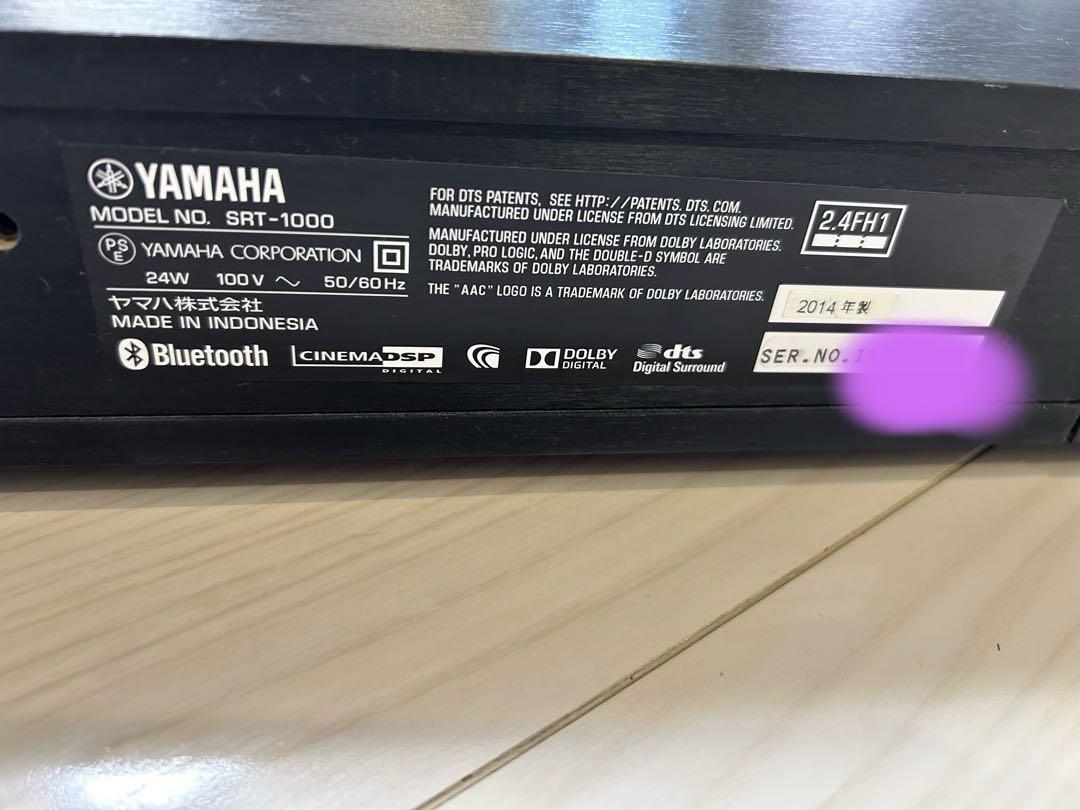 YAMAHA
MODEL NO. SRT-1000
PS
E
YAMAHA CORPORATION
24W 100V ～ 50/60Hz
ヤマハ株式会社
MADE IN INDONESIA
FOR DTS PATENTS, SEE HTTP://PATENTS.DTS.COM.
MANUFACTURED UNDER LICENSE FROM DTS LICENSING LIMITED.
MANUFACTURED UNDER LICENSE FROM DOLBY LABORATORIES.
DOLBY, PRO LOGIC, AND THE DOUBLE-D SYMBOL ARE
TRADEMARKS OF DOLBY LABORATORIES.
THE "AAC" LOGO IS A TRADEMARK OF DOLBY LABORATORIES.
2.4FH1
2014年製
SER.NO.
Bluetooth
CINEMA DSP
DIGITAL
DOLBY
DIGITAL
dts
Digital Surround